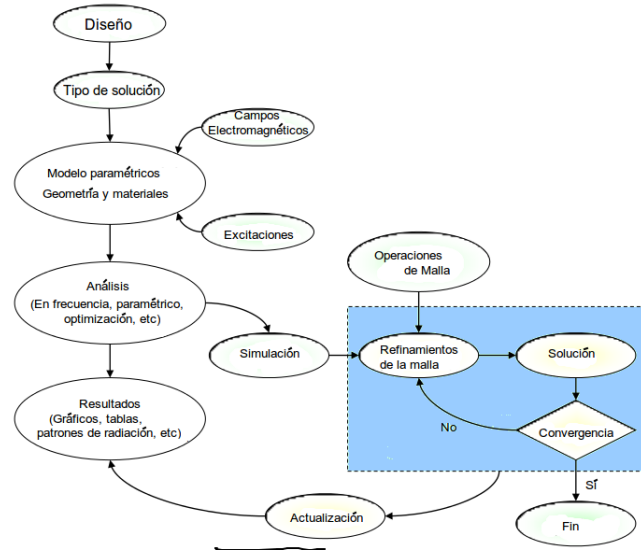 Diseño
Tipo de solución
Campos
Electromagnéticos
Modelo paramétricos
Geometría y materiales
Excitaciones
Operaciones
de Malla
Análisis
(En frecuencia, paramétrico,
optimización, etc)
Simulación
Refinamientos
de la malla
Solución
Resultados
(Gráficos, tablas,
patrones de radiación, etc)
No
Convergencia
SÍ
Actualización
Fin